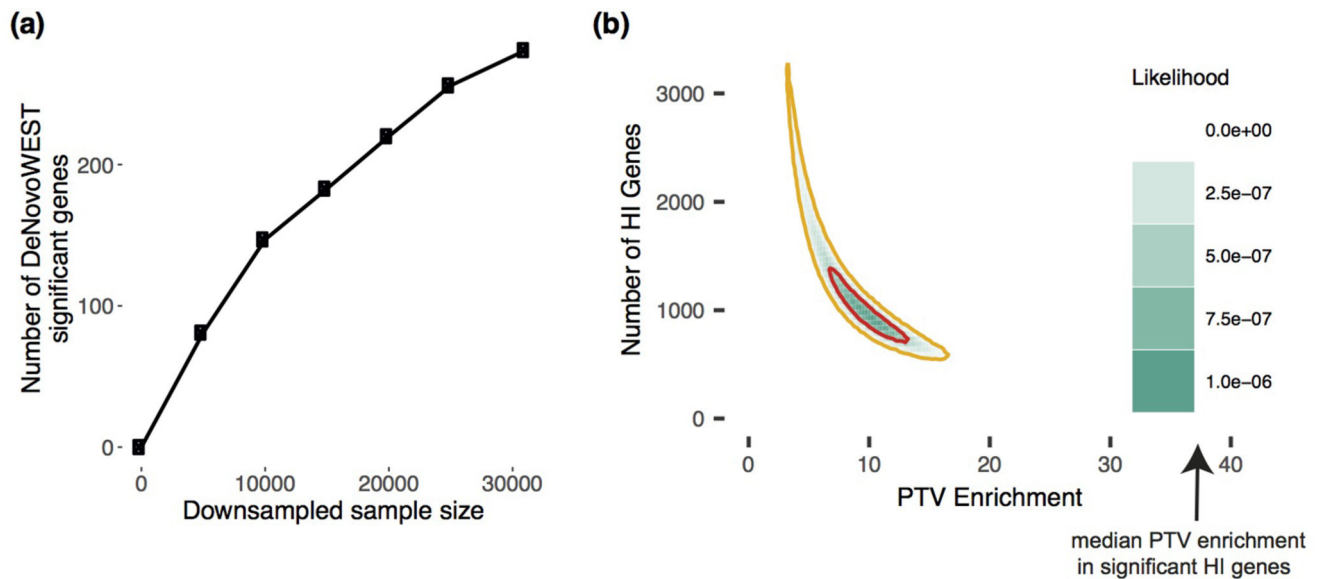 (a)
Number of DeNovoWEST
significant genes
200
100
0
0 10000 20000 30000
Downsampled sample size
(b)
Number of HI Genes
3000
2000
1000
0
0 10 20 30 40
PTV Enrichment
Likelihood
0.0e+00
2.5e−07
5.0e−07
7.5e−07
1.0e−06
median PTV enrichment
in significant HI genes